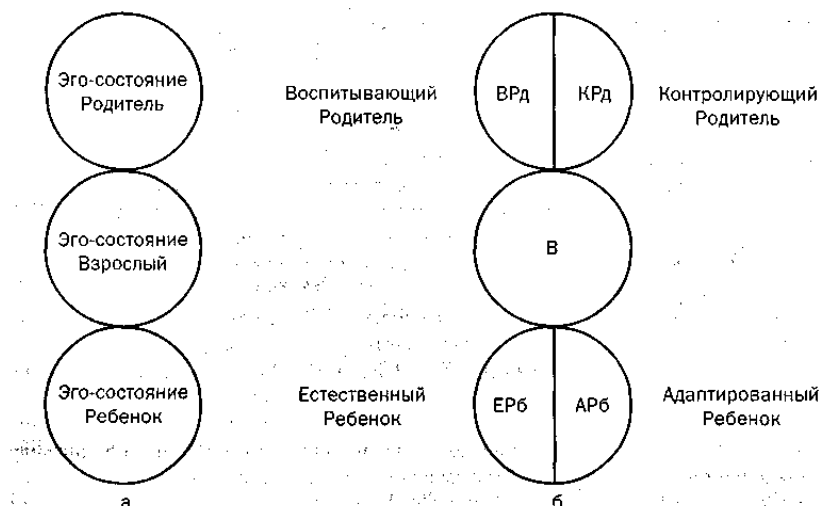 Эго-состояние
Родитель
Воспитывающий
Родитель
ВРд
КРд
Контролирующий
Родитель
Эго-состояние
Взрослый
В
Эго-состояние
Ребенок
Естественный
Ребенок
ЕРб
АРб
Адаптированный
Ребенок
а
б